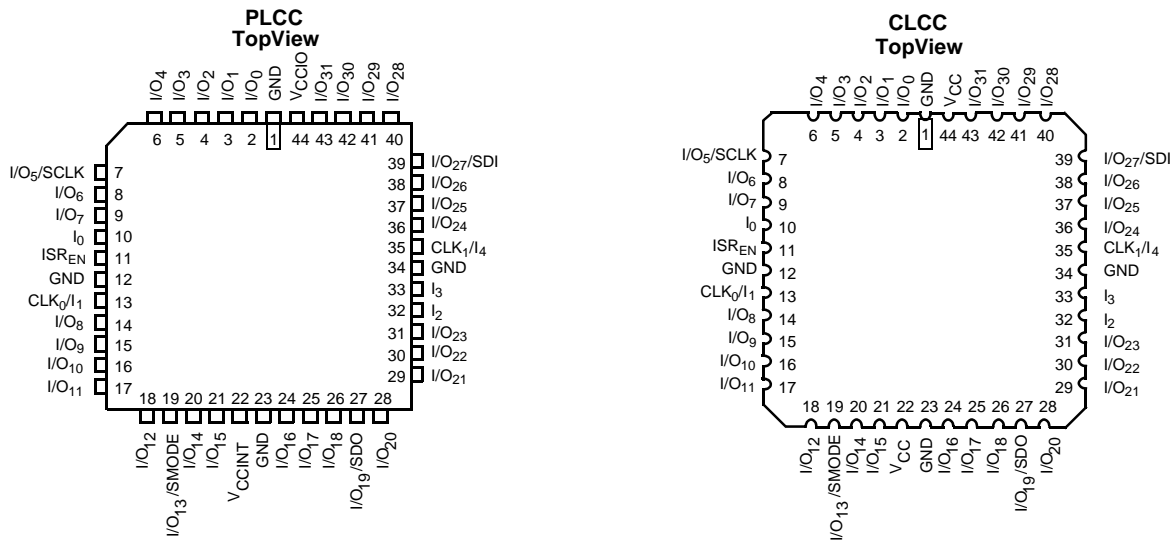 PLCC
TopView
I/O4
I/O3
I/O2
I/O1
I/O0
GND
VCCIO
I/O31
I/O30
I/O29
I/O28
6 5 4 3 2 1 44 43 42 41 40
I/O5/SCLK 7
I/O6 8
I/O7 9
I0 10
ISREN 11
GND 12
CLK0/I1 13
I/O8 14
I/O9 15
I/O10 16
I/O11 17
39 I/O27/SDI
38 I/O26
37 I/O25
36 I/O24
35 CLK1/I4
34 GND
33 I3
32 I2
31 I/O23
30 I/O22
29 I/O21
18 19 20 21 22 23 24 25 26 27 28
I/O12
I/O13/SMODE
I/O14
I/O15
VCCINT
GND
I/O16
I/O17
I/O18
I/O19/SDO
I/O20
CLCC
TopView
I/O4
I/O3
I/O2
I/O1
I/O0
GND
VCC
I/O31
I/O30
I/O29
I/O28
6 5 4 3 2 1 44 43 42 41 40
I/O5/SCLK 7
I/O6 8
I/O7 9
I0 10
ISREN 11
GND 12
CLK0/I1 13
I/O8 14
I/O9 15
I/O10 16
I/O11 17
39 I/O27/SDI
38 I/O26
37 I/O25
36 I/O24
35 CLK1/I4
34 GND
33 I3
32 I2
31 I/O23
30 I/O22
29 I/O21
18 19 20 21 22 23 24 25 26 27 28
I/O12
I/O13/SMODE
I/O14
I/O15
VCC
GND
I/O16
I/O17
I/O18
I/O19/SDO
I/O20